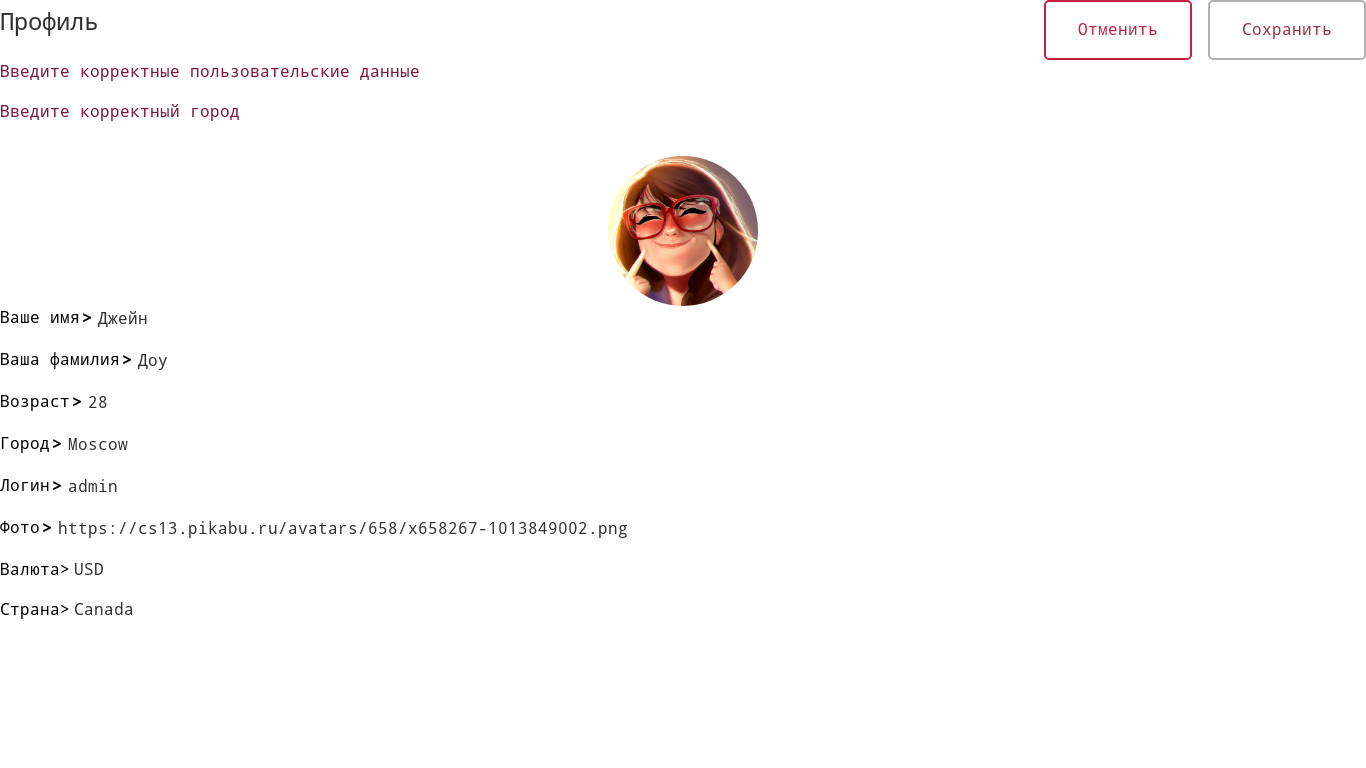 Профиль
Отменить
Сохранить
Введите корректные пользовательские данные
Введите корректный город
Ваше имя> Джейн
Ваша фамилия> Доу
Возраст> 28
Город> Moscow
Логин> admin
Фото> https://cs13.pikabu.ru/avatars/658/x658267-1013849002.png
Валюта> USD
Страна> Canada